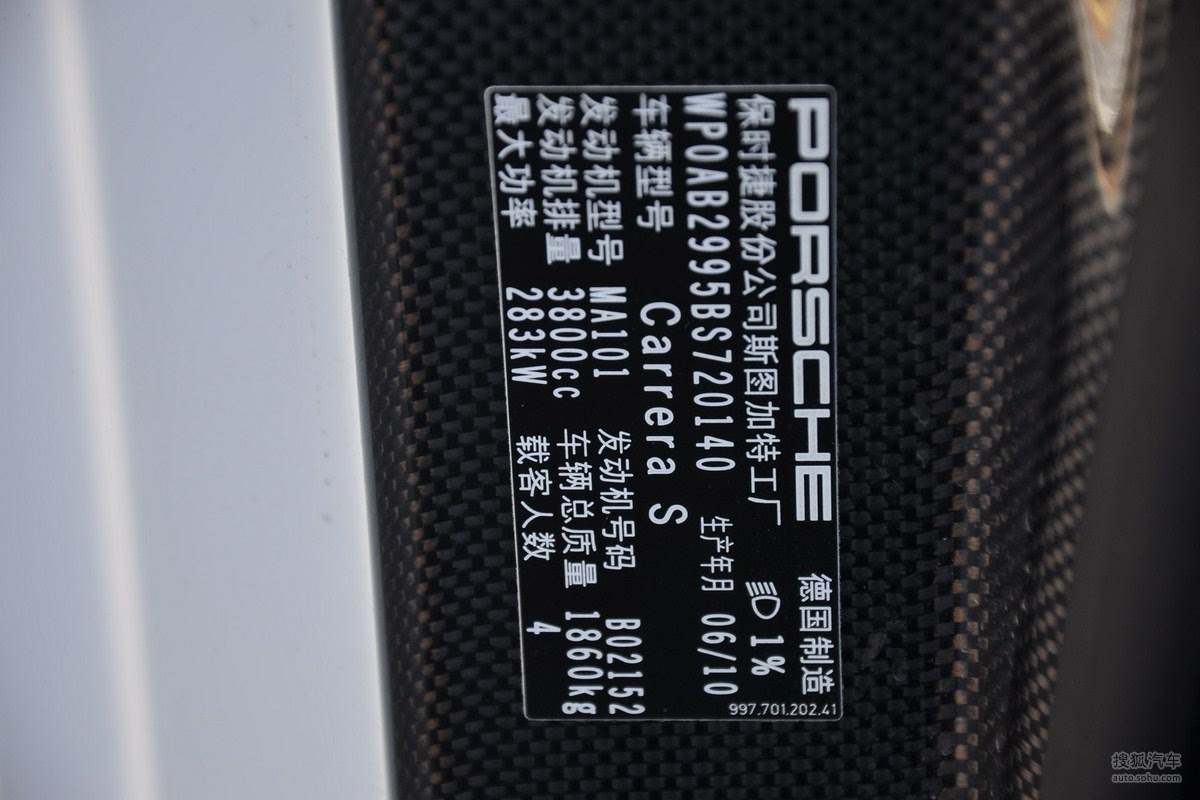 PORSCHE 德国制造
保时捷股份公司斯图加特工厂 1%
WP0AB2995BS720140 生产年月 06/10
车辆型号 Carrera S
发动机型号 MA101 发动机号码 B02152
发动机排量 3800cc 车辆总质量 1860kg
最大功率 283kW 载客人数 4
997.701.202.41
搜狐汽车
auto.sohu.com